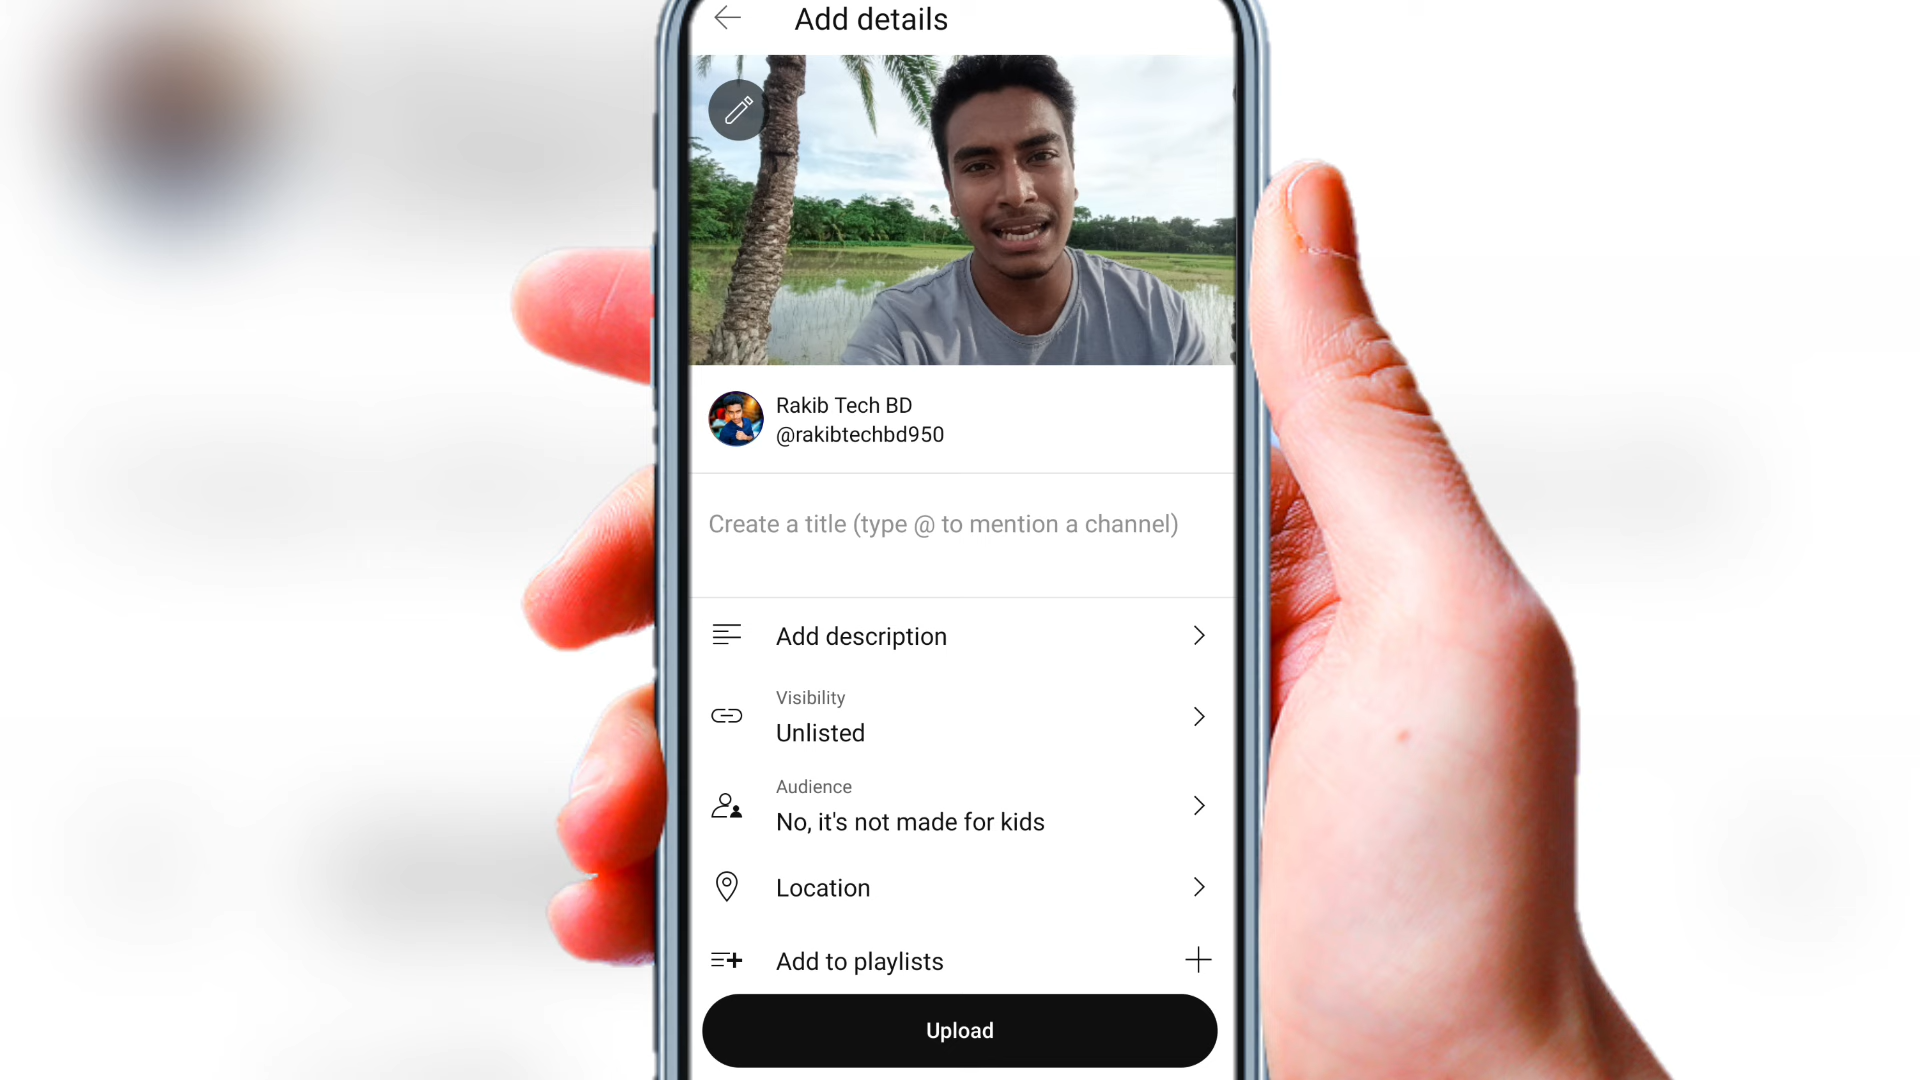 Add details
Rakib Tech BD
@rakibtechbd950
Create a title (type @ to mention a channel)
Add description
Visibility
Unlisted
Audience
No, it's not made for kids
Location
Add to playlists
Upload